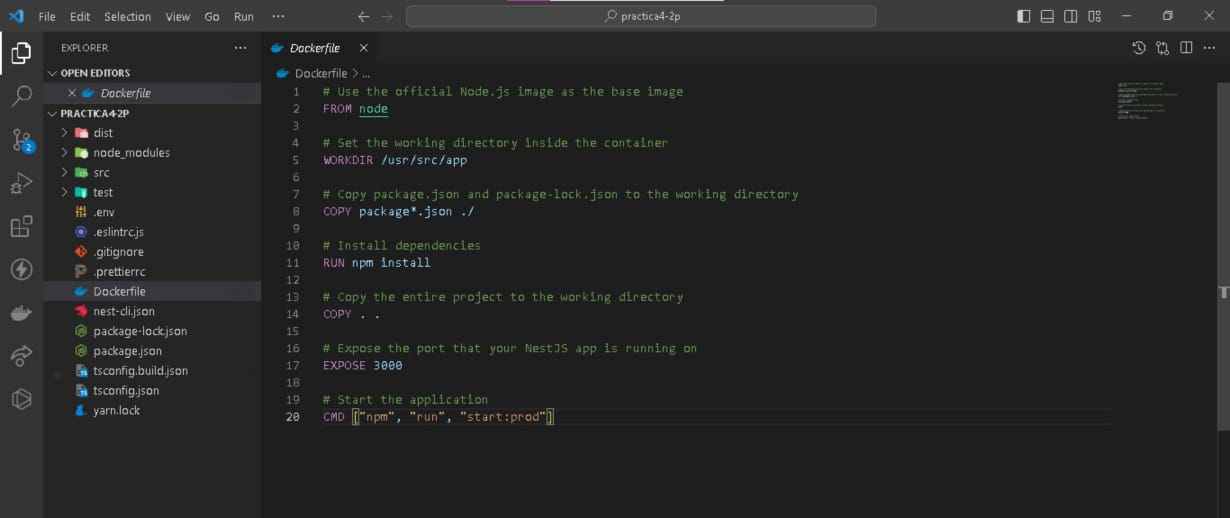 File Edit Selection View Go Run ··· practica4-2p
EXPLORER ···
OPEN EDITORS
Dockerfile
PRACTICA4-2P
dist
node_modules
src
test
.env
.eslintrc.js
.gitignore
.prettierrc
Dockerfile
nest-cli.json
package-lock.json
package.json
tsconfig.build.json
tsconfig.json
yarn.lock
2
Dockerfile
Dockerfile > ...
1 # Use the official Node.js image as the base image
2 FROM node
3
4 # Set the working directory inside the container
5 WORKDIR /usr/src/app
6
7 # Copy package.json and package-lock.json to the working directory
8 COPY package*.json ./
9
10 # Install dependencies
11 RUN npm install
12
13 # Copy the entire project to the working directory
14 COPY . .
15
16 # Expose the port that your NestJS app is running on
17 EXPOSE 3000
18
19 # Start the application
20 CMD ["npm", "run", "start:prod"]